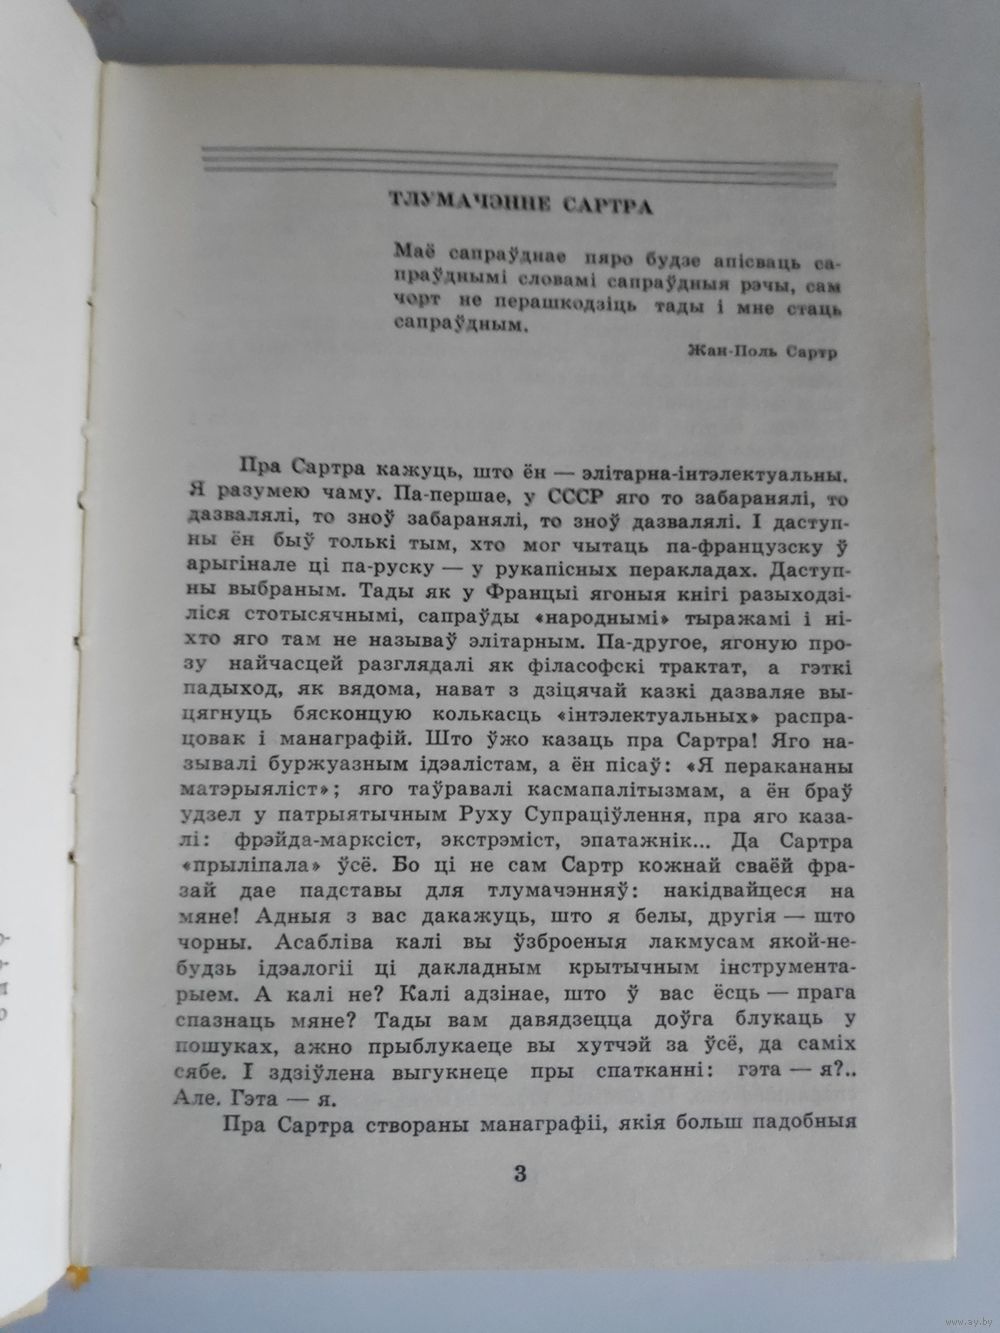 ТЛУМАЧЭННЕ САРТРА
Маё сапраўднае пяро будзе апісваць са-
праўднымі словамі сапраўдныя рэчы, сам
чорт не перашкодзіць тады і мне стаць
сапраўдным.
Жан-Поль Сартр
Пра Сартра кажуць, што ён — элітарна-інтэлектуальны.
Я разумею чаму. Па-першае, у СССР яго то забаранялі, то
дазвалялі, то зноў забаранялі, то зноў дазвалялі. І даступ-
ны ён быў толькі тым, хто мог чытаць па-французску ў
арыгінале ці па-руску — у рукапісных перакладах. Даступ-
ны выбраным. Тады як у Францыі ягоныя кнігі разыходзі-
ліся стотысячнымі, сапраўды «народнымі» тыражамі і ні-
хто яго там не называў элітарным. Па-другое, ягоную про-
зу найчасцей разглядалі як філасофскі трактат, а гэткі
падыход, як вядома, нават з дзіцячай казкі дазваляе вы-
цягнуць бясконцую колькасць «інтэлектуальных» распра-
цовак і манаграфій. Што ўжо казаць пра Сартра! Яго на-
зывалі буржуазным ідэалістам, а ён пісаў: «Я перакананы
матэрыяліст»; яго таўравалі касмапалітызмам, а ён браў
удзел у патрыятычным Руху Супраціўлення, пра яго каза-
лі: фрэйда-марксіст, экстрэміст, эпатажнік... Да Сартра
«прыліпала» ўсё. Бо ці не сам Сартр кожнай сваёй фра-
зай дае падставы для тлумачэнняў: накідвайцеся на
мяне! Адныя з вас дакажуць, што я белы, другія — што
чорны. Асабліва калі вы ўзброеныя лакмусам якой-не-
будзь ідэалогіі ці дакладным крытычным інструмента-
рыем. А калі не? Калі адзінае, што ў вас ёсць — прага
спазнаць мяне? Тады вам давядзецца доўга блукаць у
пошуках, ажно прыблукаеце вы хутчэй за ўсё, да саміх
сябе. І здзіўлена выгукнеце пры спатканні: гэта — я?..
Але. Гэта — я.
Пра Сартра створаны манаграфіі, якія больш падобныя
3
www.ay.by